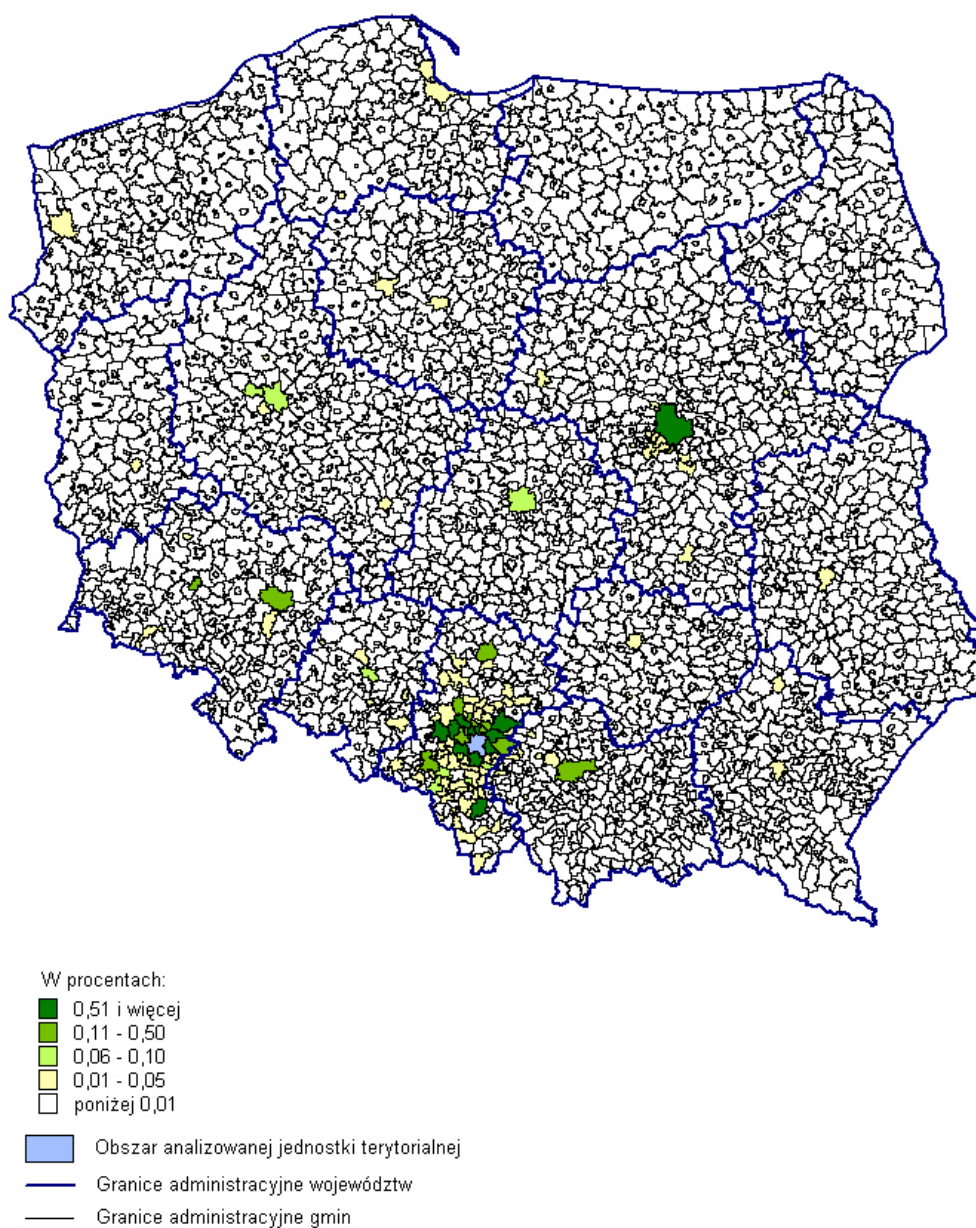 W procentach:
0,51 i więcej
0,11 - 0,50
0,06 - 0,10
0,01 - 0,05
poniżej 0,01
Obszar analizowanej jednostki terytorialnej
Granice administracyjne województw
Granice administracyjne gmin